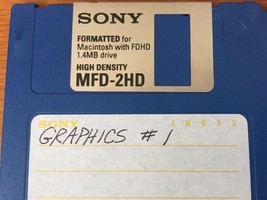 SONY
FORMATTED for
Macintosh with FDHD
1.4MB drive
HIGH DENSITY
MFD-2HD
SONY INDEX
GRAPHICS #1